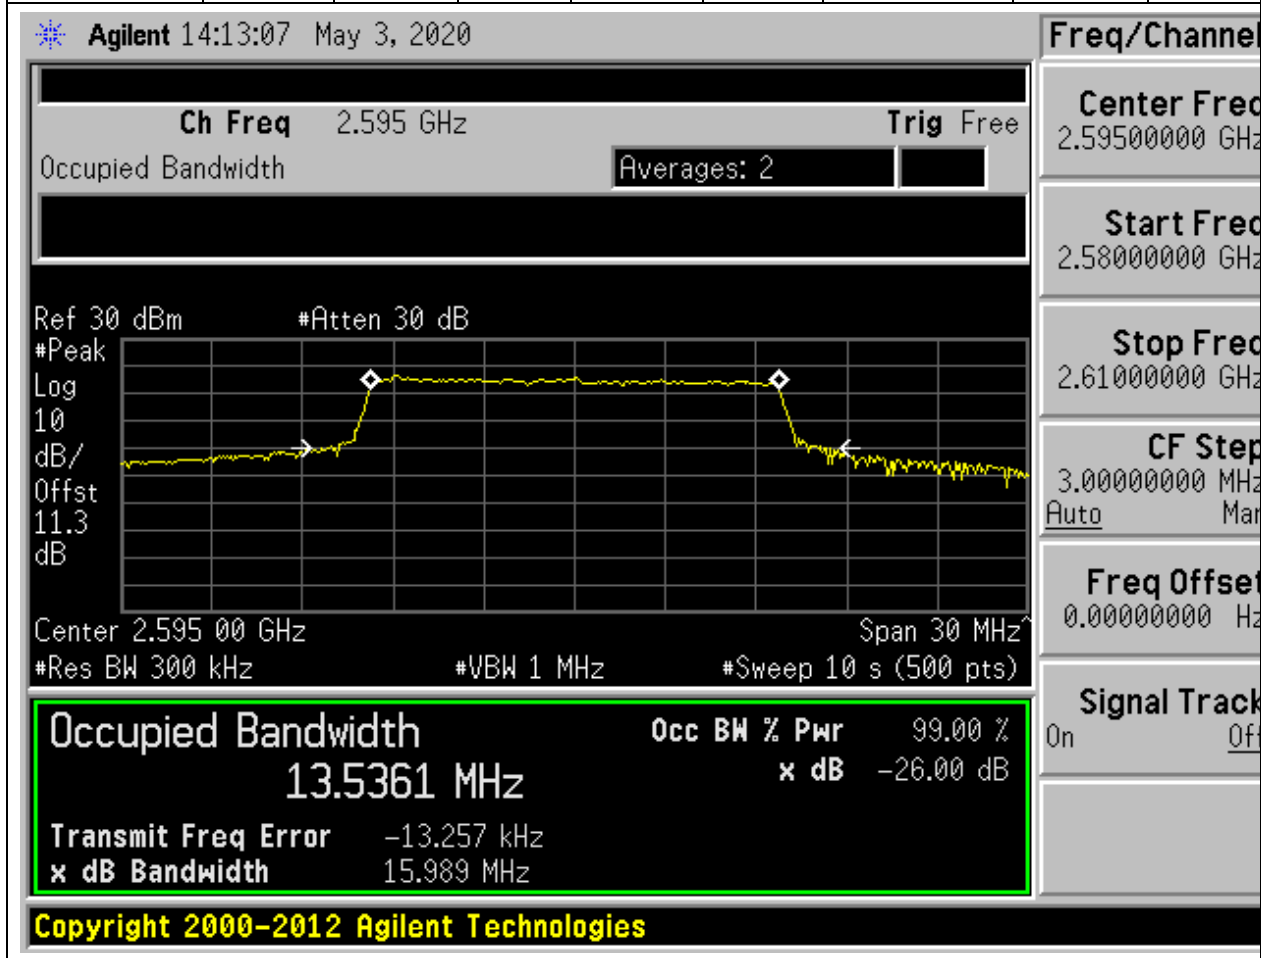 Agilent 14:13:07 May 3, 2020
Freq/Channel
Ch Freq 2.595 GHz Trig Free
Occupied Bandwidth Averages: 2
Center Freq
2.59500000 GHz
Start Freq
2.58000000 GHz
Stop Freq
2.61000000 GHz
CF Step
3.00000000 MHz
Auto Man
Freq Offset
0.00000000 Hz
Signal Track
On Off
Ref 30 dBm #Atten 30 dB
#Peak
Log
10
dB/
Offst
11.3
dB
Center 2.595 00 GHz Span 30 MHz^
#Res BW 300 kHz #VBW 1 MHz #Sweep 10 s (500 pts)
Occupied Bandwidth
13.5361 MHz
Occ BW % Pwr 99.00 %
x dB -26.00 dB
Transmit Freq Error -13.257 kHz
x dB Bandwidth 15.989 MHz
Copyright 2000-2012 Agilent Technologies